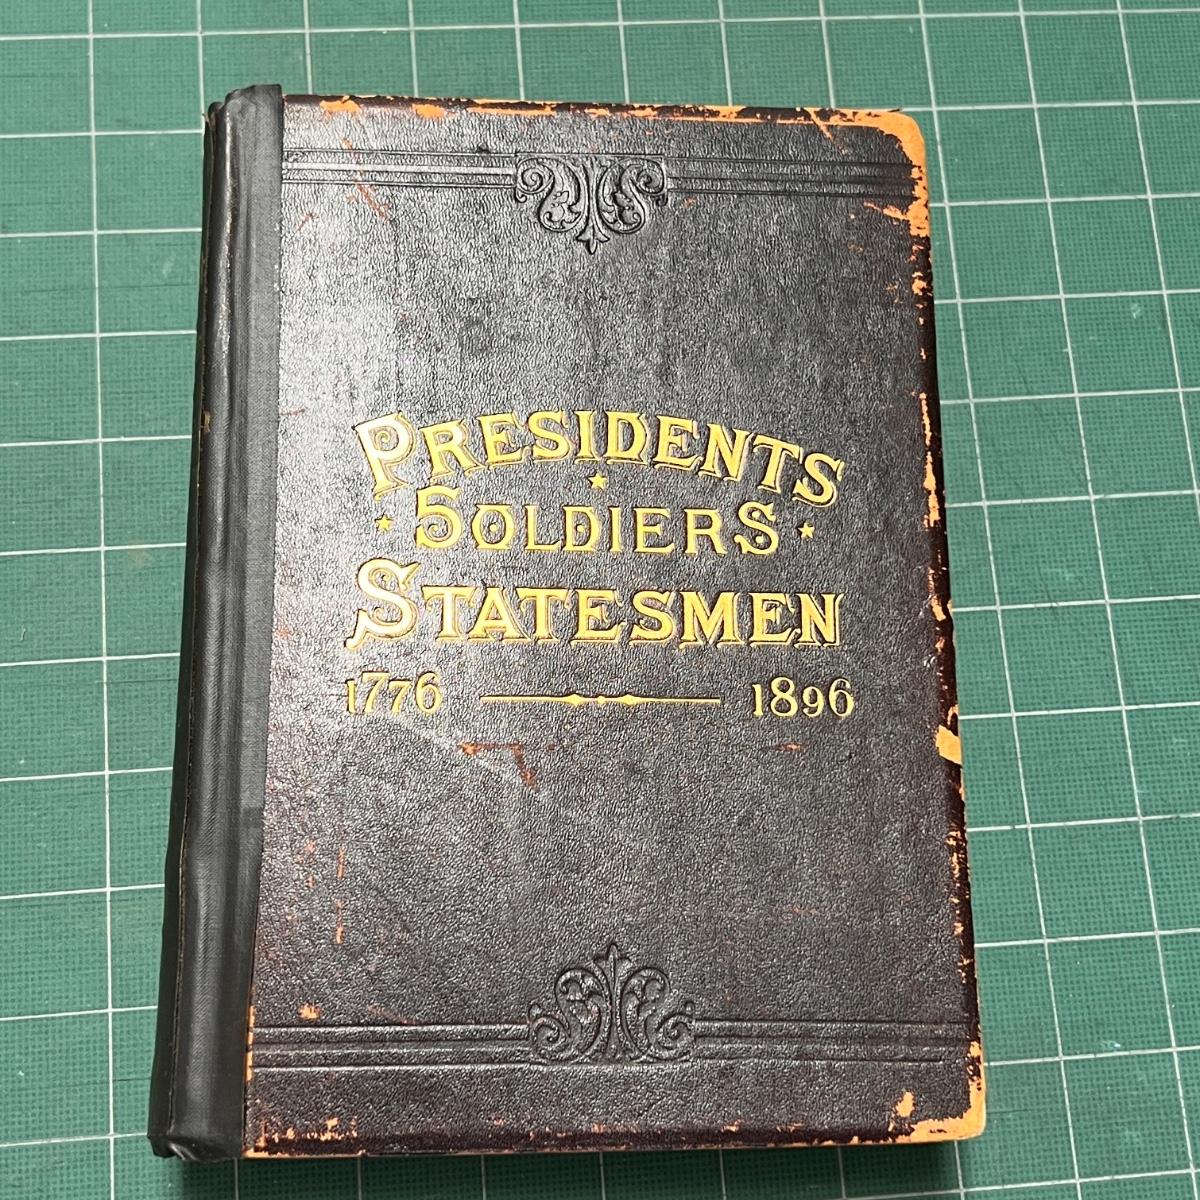 PRESIDENTS
SOLDIERS
STATESMEN
1776 1896